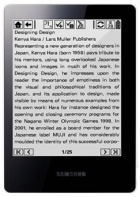 Designing Design
Kenya Hara / Lars Muller Publishers
Representing a new generation of designers in
Japan, Kenya Hara (born 1958) pays tribute to
his mentors, using long overlooked Japanese
icons and images in much of his work. In
Designing Design, he impresses upon the
reader the importance of emptiness in both
the visual and philosophical traditions of
Japan, and its application to design, made
visible by means of numerous examples from
his own work: Hara for instance designed the
opening and closing ceremony programs for
the Nagano Winter Olympic Games 1998. In
2001, he enrolled as a board member for the
Japanese label MUJI and has considerably
moulded the identity of this successful corpo-
1/25